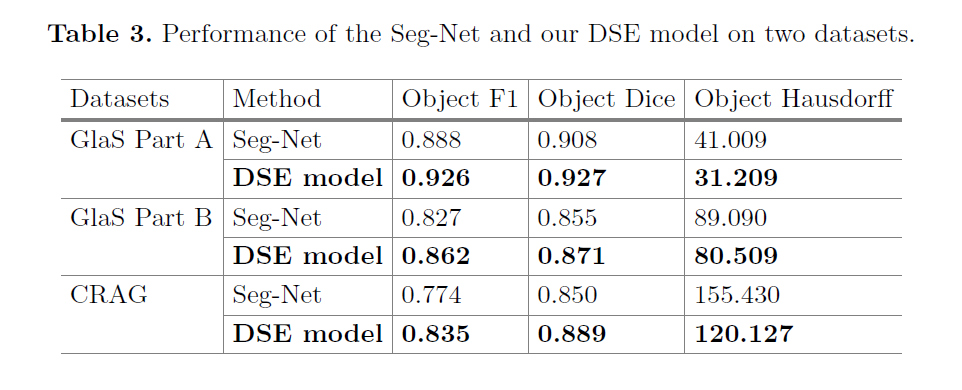 Table 3. Performance of the Seg-Net and our DSE model on two datasets.
Datasets Method Object F1 Object Dice Object Hausdorff
GlaS Part A Seg-Net 0.888 0.908 41.009
DSE model 0.926 0.927 31.209
GlaS Part B Seg-Net 0.827 0.855 89.090
DSE model 0.862 0.871 80.509
CRAG Seg-Net 0.774 0.850 155.430
DSE model 0.835 0.889 120.127